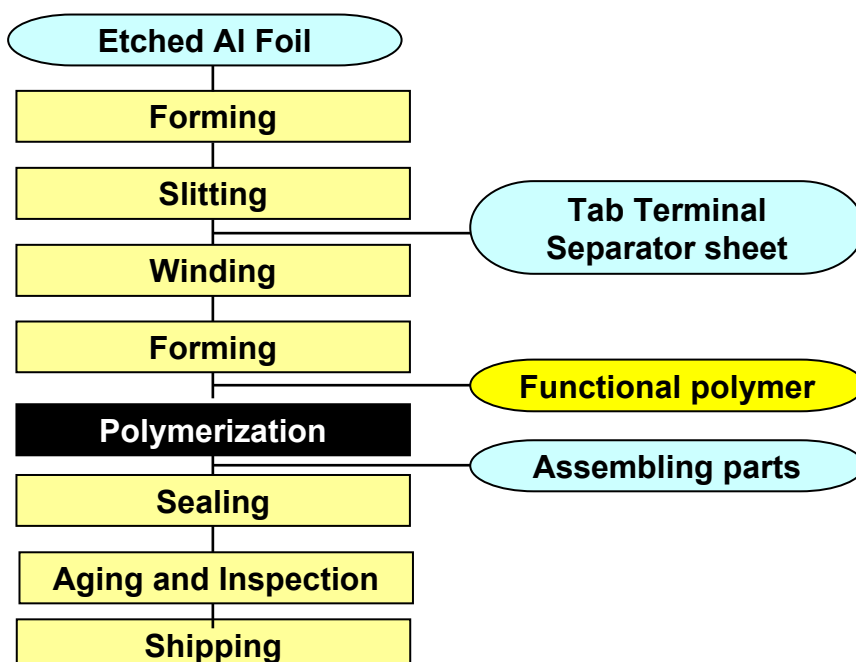 Etched Al Foil
Forming
Slitting
Tab Terminal
Separator sheet
Winding
Forming
Functional polymer
Polymerization
Assembling parts
Sealing
Aging and Inspection
Shipping